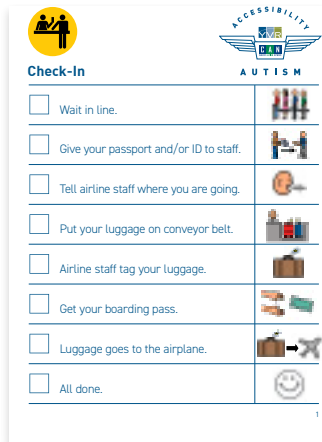 ACCESSIBILITY
YVR
CAN
AUTISM
Check-In
Wait in line.
Give your passport and/or ID to staff.
Tell airline staff where you are going.
Put your luggage on conveyor belt.
Airline staff tag your luggage.
Get your boarding pass.
Luggage goes to the airplane.
All done.
1